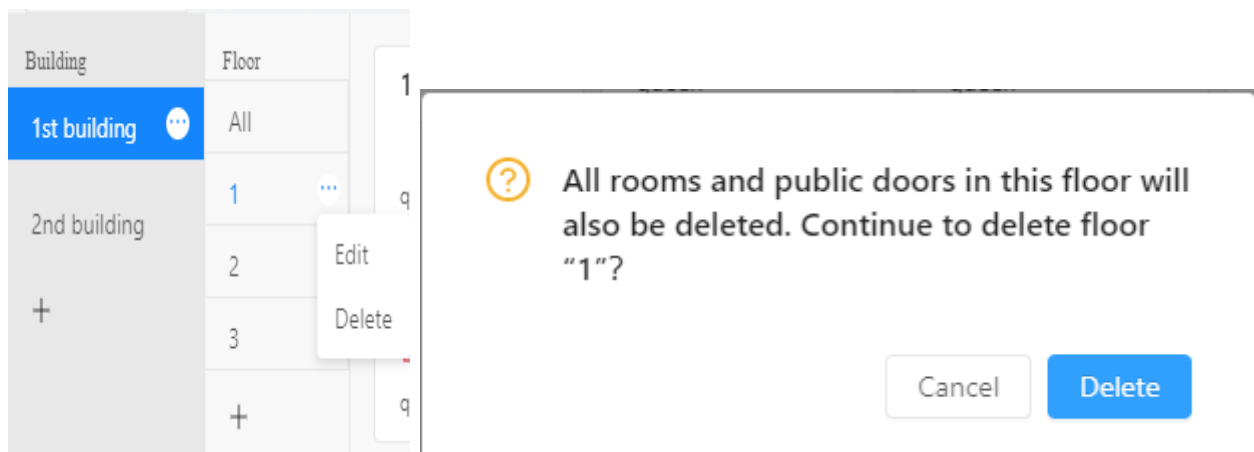 Building
Floor
1st building
All
1
2nd building
2
3
+
+
Edit
Delete
1
q
q
All rooms and public doors in this floor will
also be deleted. Continue to delete floor
“1”?
Cancel
Delete